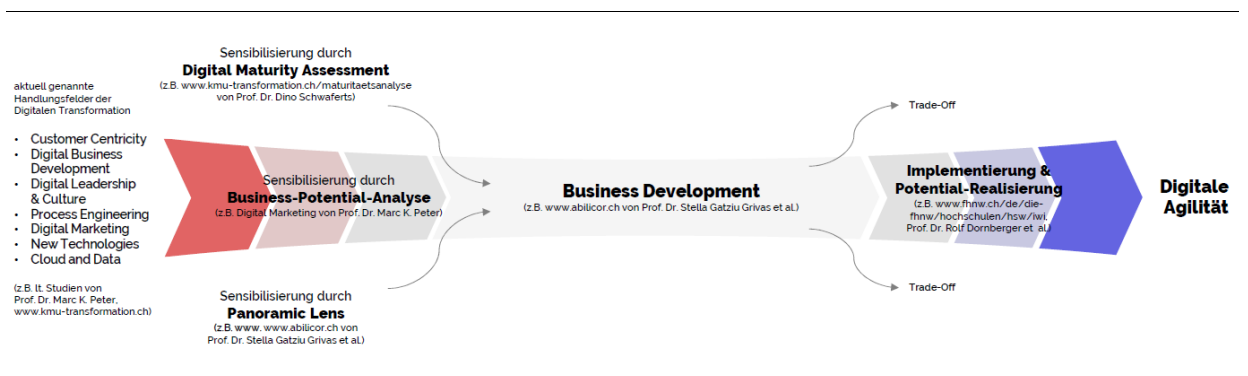 aktuell genannte
Handlungsfelder der
Digitalen Transformation
• Customer Centricity
• Digital Business
Development
• Digital Leadership
& Culture
• Process Engineering
• Digital Marketing
• New Technologies
• Cloud and Data
(z.B. lt. Studien von
Prof. Dr. Marc K. Peter,
www.kmu-transformation.ch)
Sensibilisierung durch
Digital Maturity Assessment
(z.B. www.kmu-transformation.ch/maturitaetsanalyse
von Prof. Dr. Dino Schwaferts)
Sensibilisierung durch
Business-Potential-Analyse
(z.B. Digital Marketing von Prof. Dr. Marc K. Peter)
Sensibilisierung durch
Panoramic Lens
(z.B. www. www.abilicor.ch von
Prof. Dr. Stella Gatziu Grivas et al.)
Business Development
(z.B. www.abilicor.ch von Prof. Dr. Stella Gatziu Grivas et al.)
Trade-Off
Implementierung &
Potential-Realisierung
(z.B. www.fhnw.ch/de/die-
fhnw/hochschulen/hsw/iwi,
Prof. Dr. Rolf Dornberger et al.)
Trade-Off
Digitale
Agilität